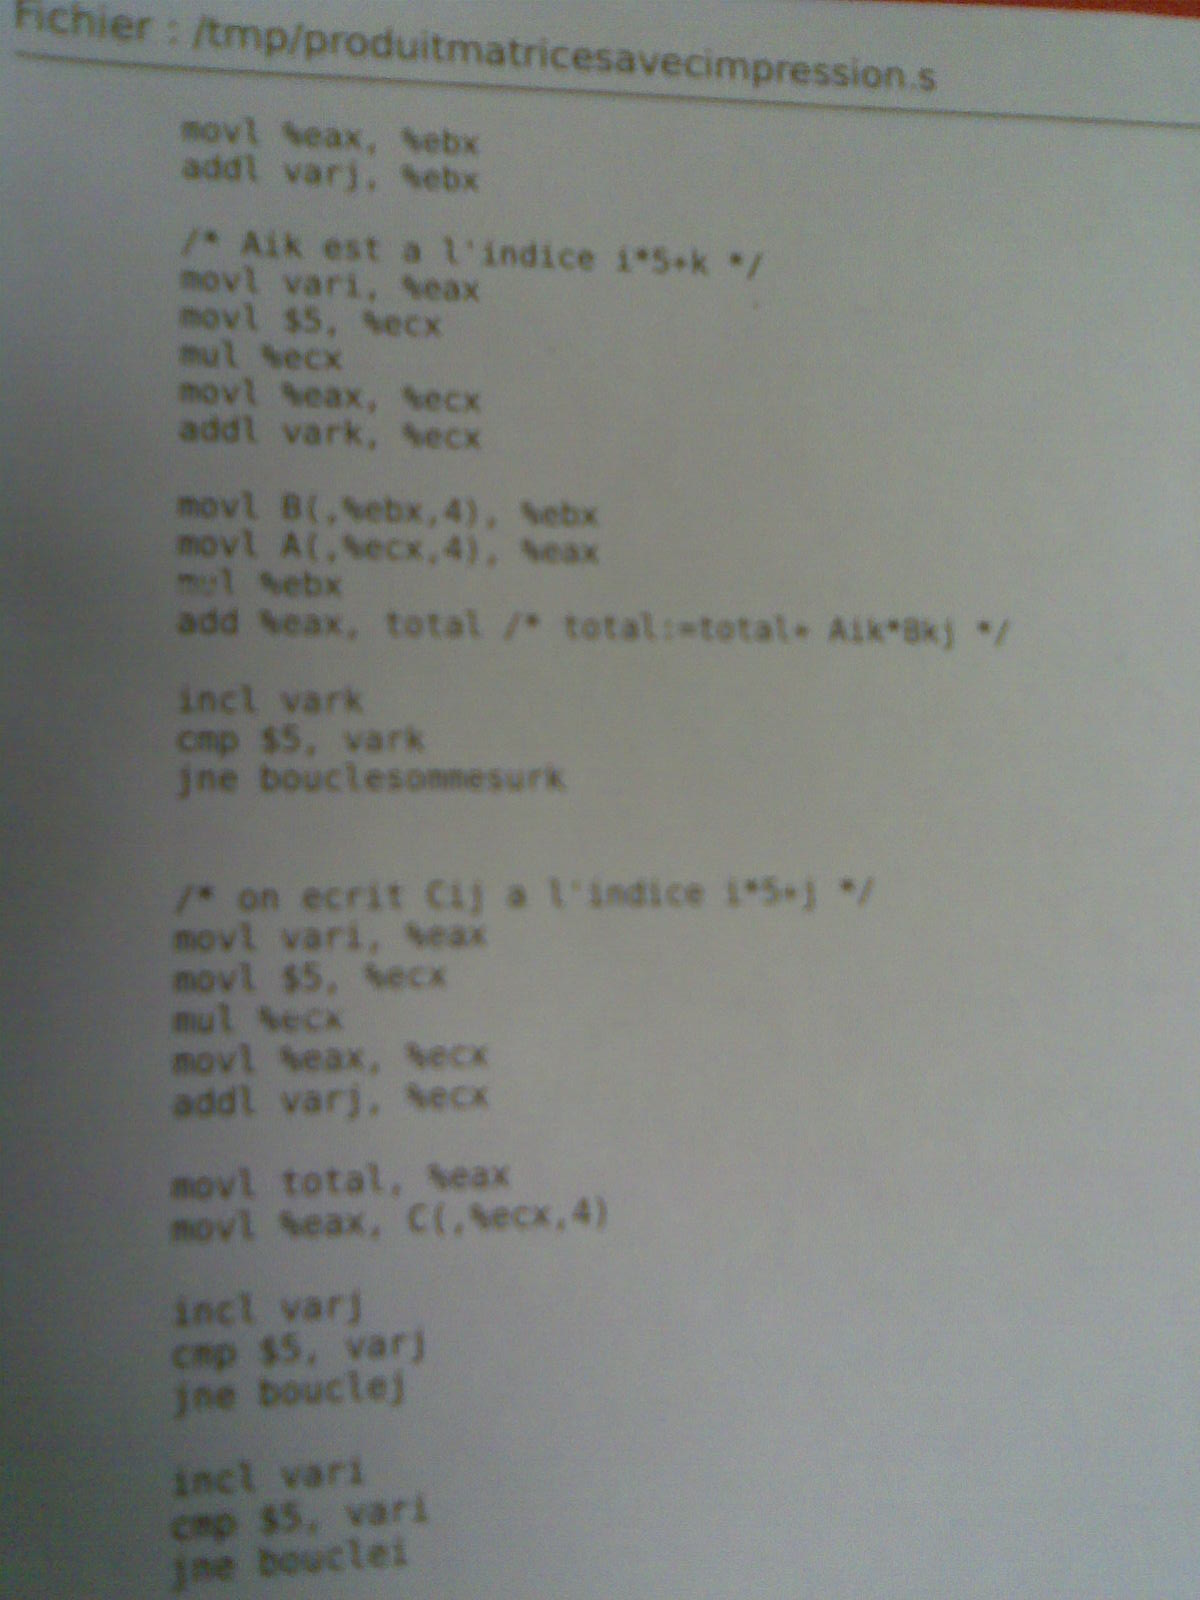 Fichier : /tmp/produitmatricesavecimpression.s
movl %eax, %ebx
addl varj, %ebx
/* Aik est a l'indice i*5+k */
movl vari, %eax
movl $5, %ecx
mul %ecx
movl %eax, %ecx
addl vark, %ecx
movl B(,%ebx,4), %ebx
movl A(,%ecx,4), %eax
mul %ebx
add %eax, total /* total:=total+ Aik*Bkj */
incl vark
cmp $5, vark
jne bouclesommesurk
/* on ecrit Cij a l'indice i*5+j */
movl vari, %eax
movl $5, %ecx
mul %ecx
movl %eax, %ecx
addl varj, %ecx
movl total, %eax
movl %eax, C(,%ecx,4)
incl varj
cmp $5, varj
jne bouclej
incl vari
cmp $5, vari
jne bouclei